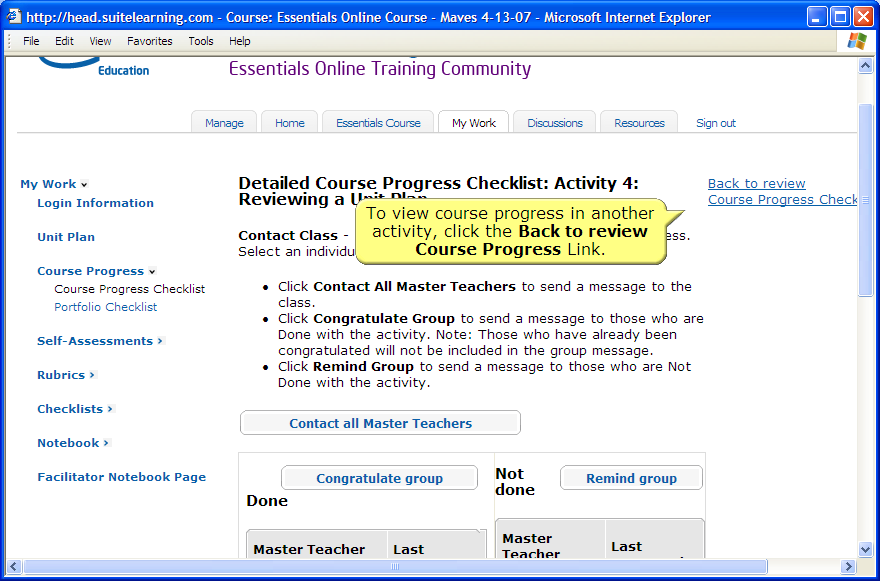 http://head.suitelearning.com - Course: Essentials Online Course - Maves 4-13-07 - Microsoft Internet Explorer
File Edit View Favorites Tools Help
Education
Essentials Online Training Community
Manage Home Essentials Course My Work Discussions Resources Sign out
My Work
Login Information
Unit Plan
Course Progress
Course Progress Checklist
Portfolio Checklist
Self-Assessments
Rubrics
Checklists
Notebook
Facilitator Notebook Page
Detailed Course Progress Checklist: Activity 4:
Reviewing a Unit Plan
Back to review
Course Progress Check
To view course progress in another
activity, click the Back to review
Course Progress Link.
Contact Class -
Select an individu
• Click Contact All Master Teachers to send a message to the
class.
• Click Congratulate Group to send a message to those who are
Done with the activity. Note: Those who have already been
congratulated will not be included in the group message.
• Click Remind Group to send a message to those who are Not
Done with the activity.
Contact all Master Teachers
Congratulate group
Done
Not
done
Remind group
Master Teacher Last
Master
Teacher
Last